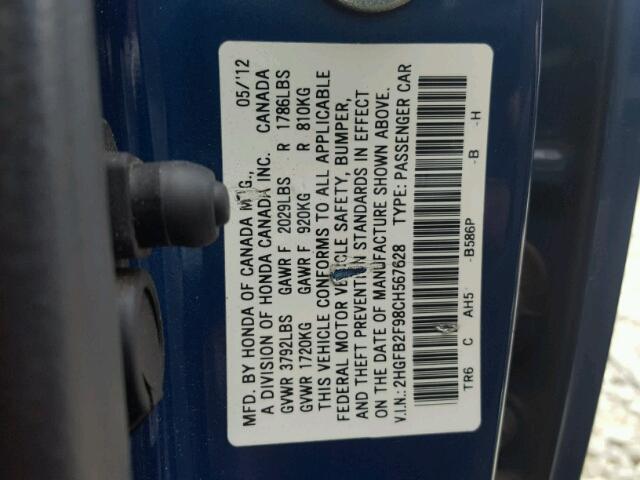 MFD. BY HONDA OF CANADA MFG., 05/'12
A DIVISION OF HONDA CANADA INC. CANADA
GVWR 3792LBS GAWR F 2029LBS R 1786LBS
GVWR 1720KG GAWR F 920KG R 810KG
THIS VEHICLE CONFORMS TO ALL APPLICABLE
FEDERAL MOTOR VEHICLE SAFETY, BUMPER,
AND THEFT PREVENTION STANDARDS IN EFFECT
ON THE DATE OF MANUFACTURE SHOWN ABOVE.
V.I.N.: 2HGFB2F98CH567628 TYPE: PASSENGER CAR
TR6 C AH5 -B586P -B -H